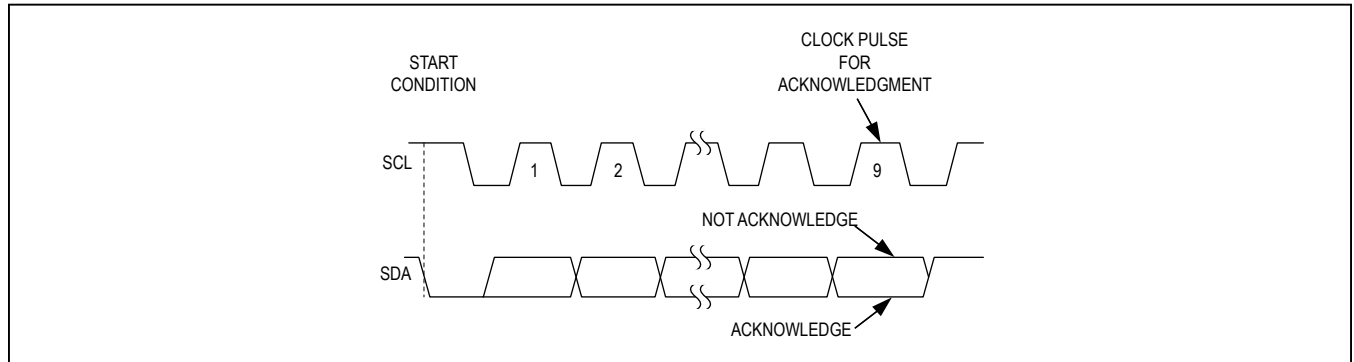 START
CONDITION
CLOCK PULSE
FOR
ACKNOWLEDGMENT
SCL
1
2
9
NOT ACKNOWLEDGE
SDA
ACKNOWLEDGE